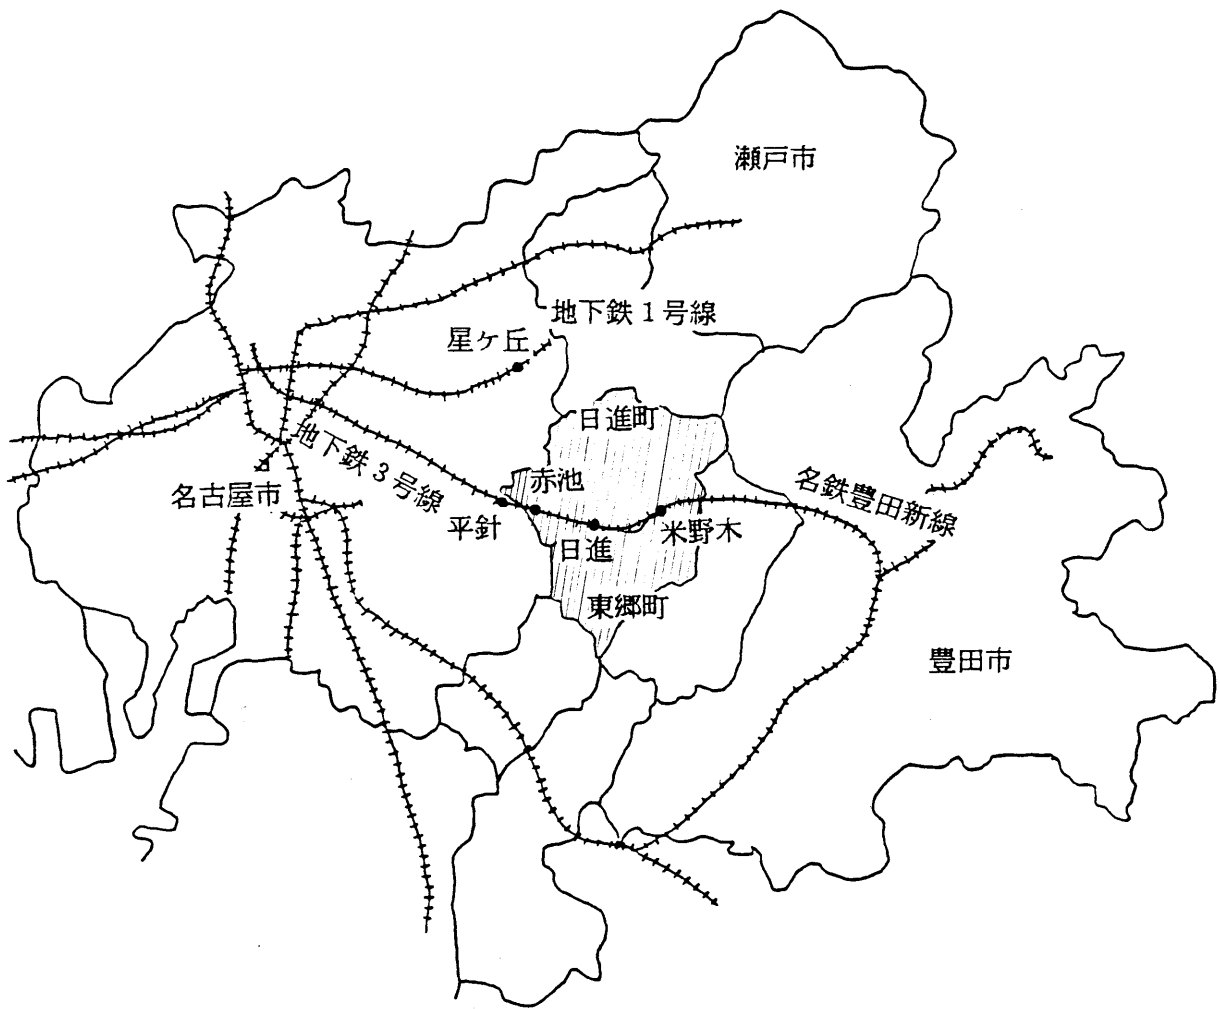 瀬戸市
地下鉄１号線
星ケ丘
日進町
地下鉄３号線
赤池
名鉄豊田新線
名古屋市
平針
米野木
日進
東郷町
豊田市